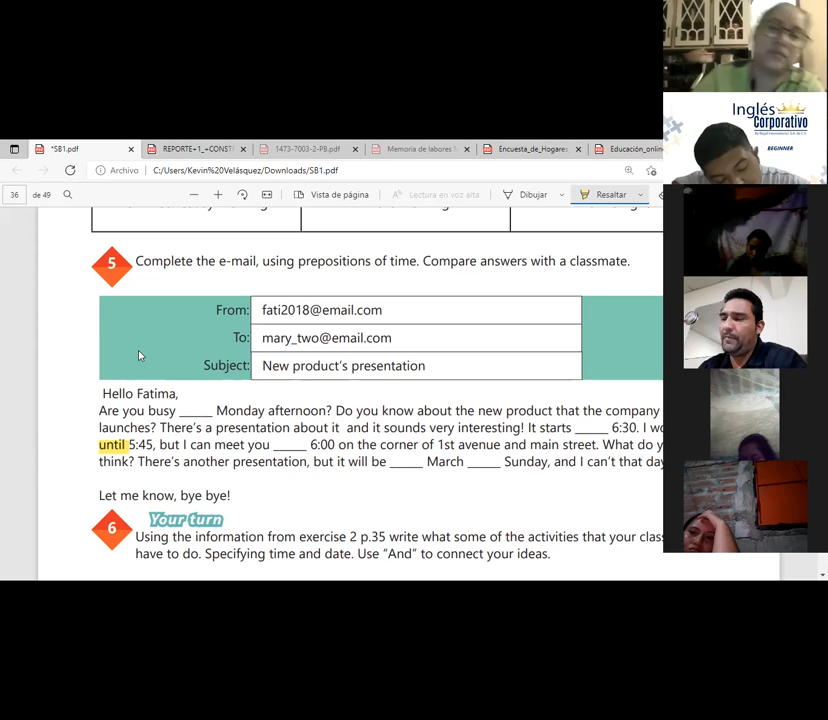 *SB1.pdf
REPORTE+1_+CONST
1473-7003-2-PB.pdf
Memoria de labores
Encuesta_de_Hogares
Educación_online
Archivo
C:/Users/Kevin%20Velásquez/Downloads/SB1.pdf
36 de 49
Vista de página
Lectura en voz alta
Dibujar
Resaltar
5
Complete the e-mail, using prepositions of time. Compare answers with a classmate.
From: fati2018@email.com
To: mary_two@email.com
Subject: New product's presentation
Hello Fatima,
Are you busy _____ Monday afternoon? Do you know about the new product that the company
launches? There's a presentation about it and it sounds very interesting! It starts _____ 6:30. I
until 5:45, but I can meet you _____ 6:00 on the corner of 1st avenue and main street. What do
think? There's another presentation, but it will be _____ March _____ Sunday, and I can't that
Let me know, bye bye!
6
Your turn
Using the information from exercise 2 p.35 write what some of the activities that your
have to do. Specifying time and date. Use “And” to connect your ideas.
Inglés
Corporativo
BEGINNER